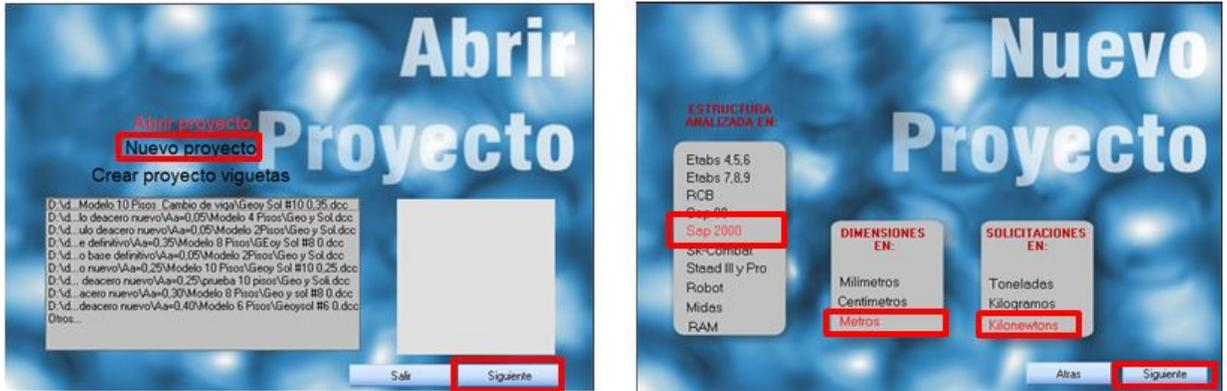 Abrir
Proyecto
Abrir proyecto
Nuevo proyecto
Crear proyecto viguetas
D:\d...Modelo 10 Pisos Cambio de viga\Geoy Sol #10 0,35.dcc
D:\d...lo deacero nuevo\Aa=0,05\Modelo 4 Pisos\Geo y Sol.dcc
D:\d...ulo deacero nuevo\Aa=0,05\Modelo 2Pisos\Geo y Sol.dcc
D:\d...e definitivo\Aa=0,35\Modelo 8 Pisos\GEoy Sol #8 0.dcc
D:\d...o base definitivo\Aa=0,05\Modelo 2Pisos\Geo y Sol.dcc
D:\d...o nuevo\Aa=0,25\Modelo 10 Pisos\Geoy Sol #10 0,25.dcc
D:\d... deacero nuevo\Aa=0,25\prueba 10 pisos\Geo y Soli.dcc
D:\d...acero nuevo\Aa=0,30\Modelo 8 Pisos\Geo y sol #8 0.dcc
D:\d...deacero nuevo\Aa=0,40\Modelo 6 Pisos\Geoysol #6 0.dcc
Otros...
Salir
Siguiente
Nuevo
Proyecto
ESTRUCTURA
ANALIZADA EN:
Etabs 4,5,6
Etabs 7,8,9
RCB
Sap 90
Sap 2000
Sk-Combat
Staad III y Pro
Robot
Midas
RAM
DIMENSIONES
EN:
Milímetros
Centímetros
Metros
SOLICITACIONES
EN:
Toneladas
Kilogramos
Kilonewtons
Atras
Siguiente